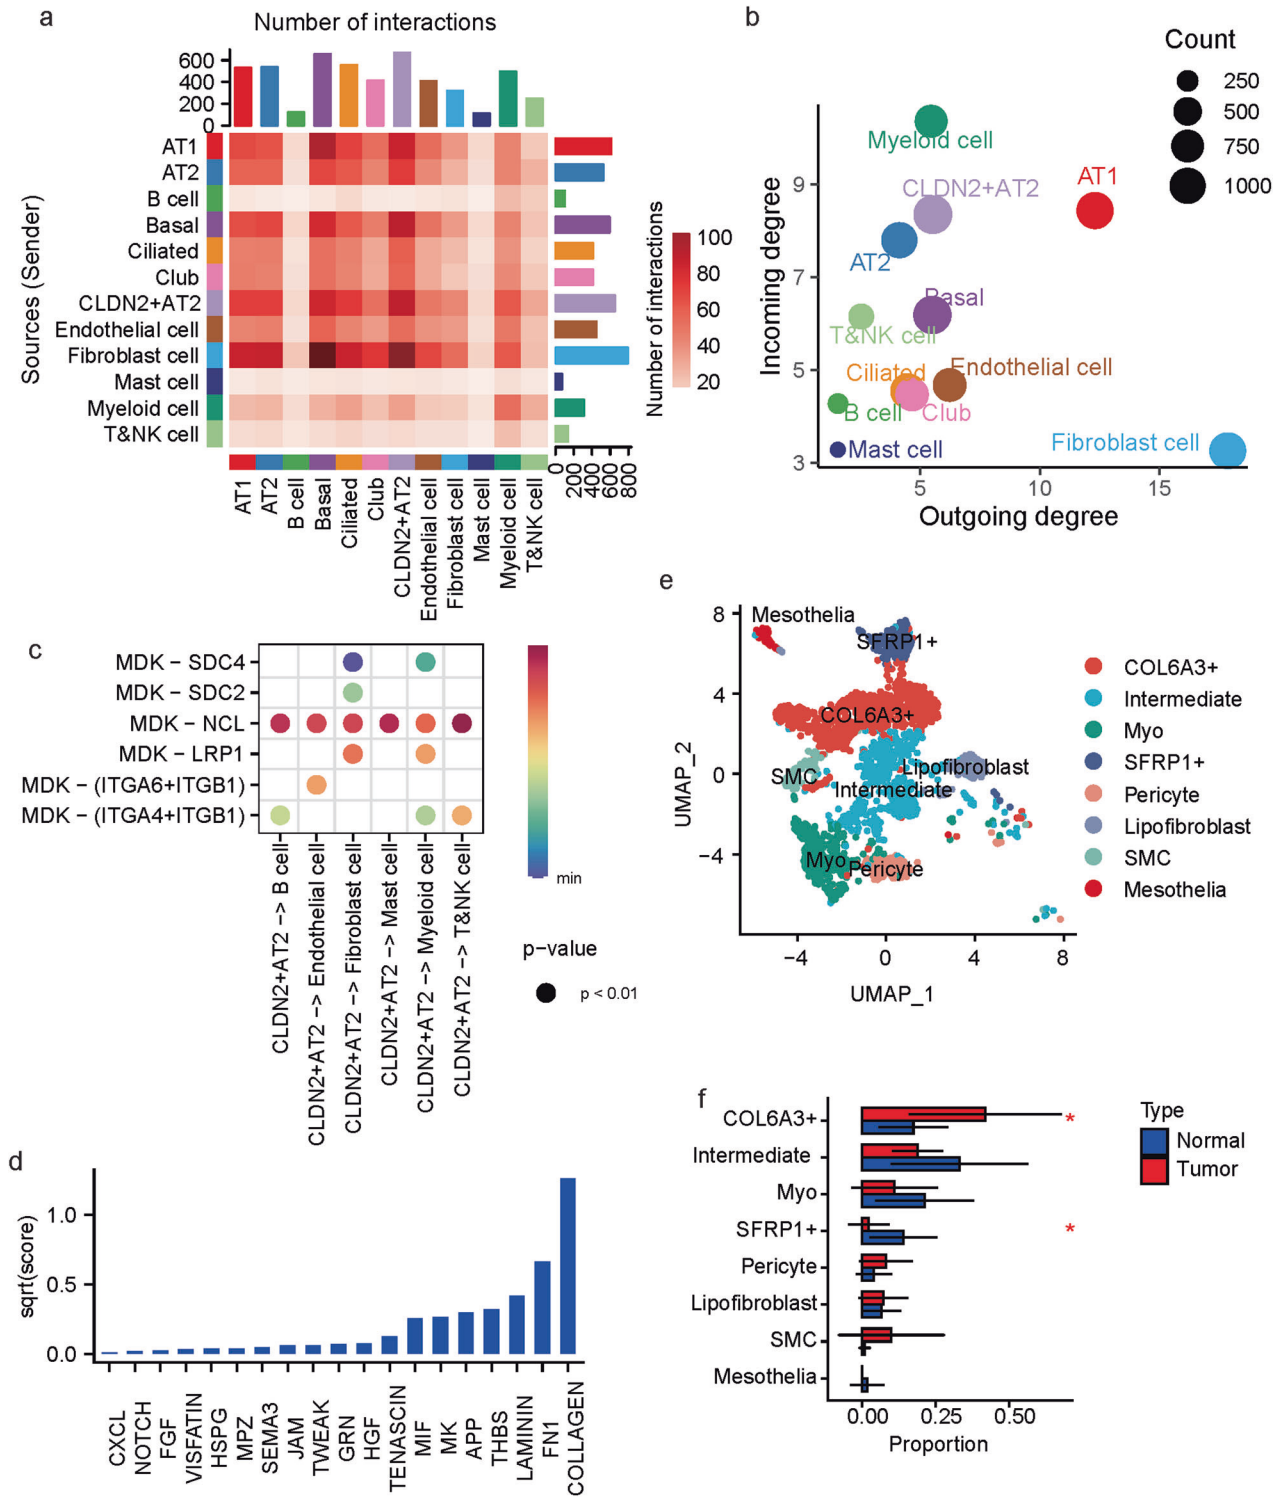 a
Number of interactions
600
400
200
0
Sources (Sender)
AT1
AT2
B cell
Basal
Ciliated
Club
CLDN2+AT2
Endothelial cell
Fibroblast cell
Mast cell
Myeloid cell
T&NK cell
AT1
AT2
B cell
Basal
Ciliated
Club
CLDN2+AT2
Endothelial cell
Fibroblast cell
Mast cell
Myeloid cell
T&NK cell
0
200
400
600
800
Number of interactions
100
80
60
40
20
b
Count
250
500
750
1000
Incoming degree
9
7
5
3
Myeloid cell
CLDN2+AT2
AT1
AT2
Basal
T&NK cell
Ciliated
Endothelial cell
B cell
Club
Mast cell
Fibroblast cell
5
10
15
Outgoing degree
c
MDK − SDC4
MDK − SDC2
MDK − NCL
MDK − LRP1
MDK − (ITGA6+ITGB1)
MDK − (ITGA4+ITGB1)
CLDN2+AT2 −> B cell
CLDN2+AT2 −> Endothelial cell
CLDN2+AT2 −> Fibroblast cell
CLDN2+AT2 −> Mast cell
CLDN2+AT2 −> Myeloid cell
CLDN2+AT2 −> T&NK cell
min
p−value
p < 0.01
d
sqrt(score)
1.0
0.5
0.0
CXCL
NOTCH
FGF
VISFATIN
HSPG
MPZ
SEMA3
JAM
TWEAK
GRN
HGF
TENASCIN
MIF
MK
APP
THBS
LAMININ
FN1
COLLAGEN
e
UMAP_2
8
4
0
−4
Mesothelia
SFRP1+
COL6A3+
SMC
Lipofibroblast
Intermediate
Myo
Pericyte
−4
0
4
8
UMAP_1
COL6A3+
Intermediate
Myo
SFRP1+
Pericyte
Lipofibroblast
SMC
Mesothelia
f
COL6A3+
*
Intermediate
Myo
SFRP1+
*
Pericyte
Lipofibroblast
SMC
Mesothelia
0.00
0.25
0.50
Proportion
Type
Normal
Tumor